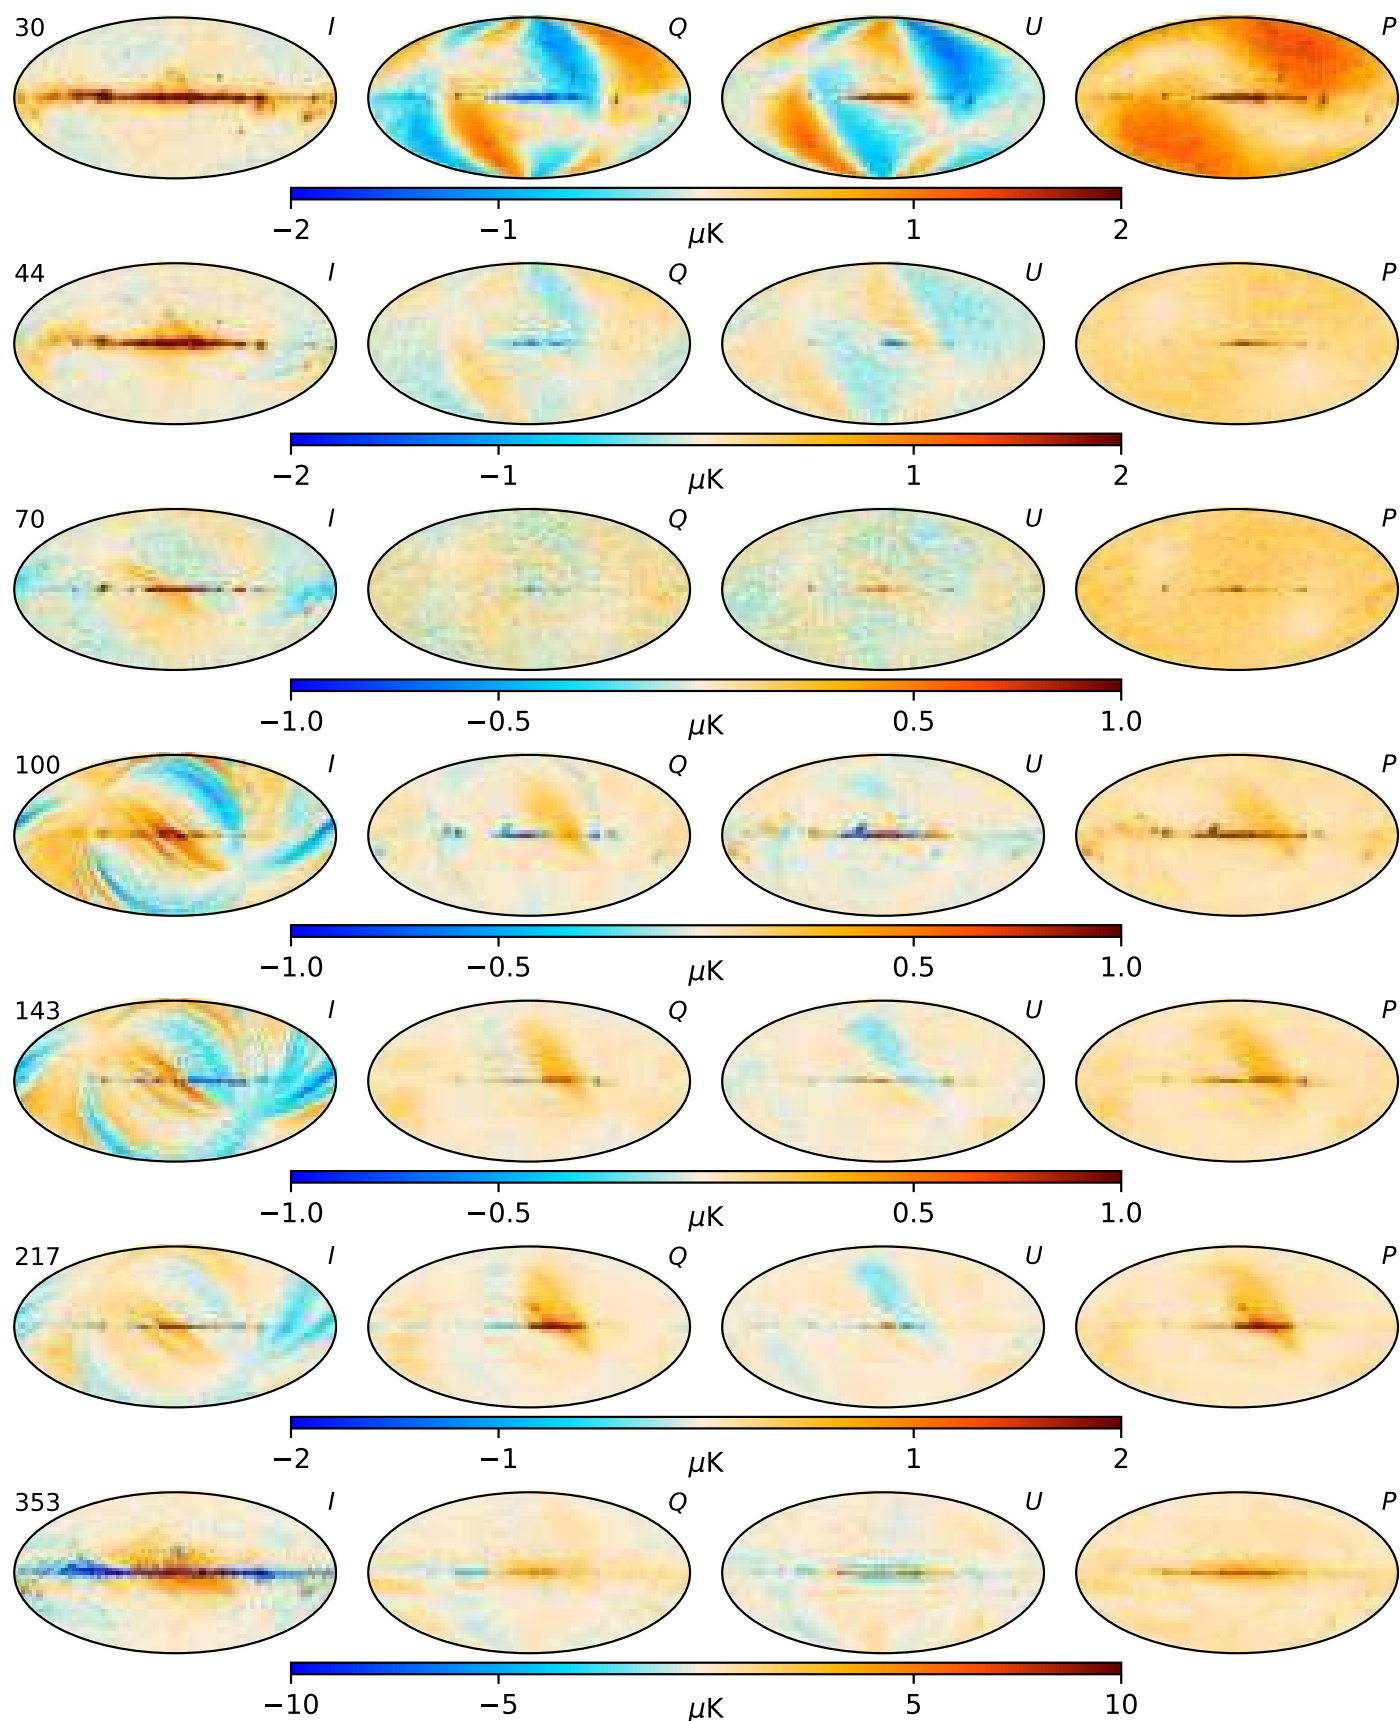 30 I Q U P
−2 −1 μK 1 2
44 I Q U P
−2 −1 μK 1 2
70 I Q U P
−1.0 −0.5 μK 0.5 1.0
100 I Q U P
−1.0 −0.5 μK 0.5 1.0
143 I Q U P
−1.0 −0.5 μK 0.5 1.0
217 I Q U P
−2 −1 μK 1 2
353 I Q U P
−10 −5 μK 5 10